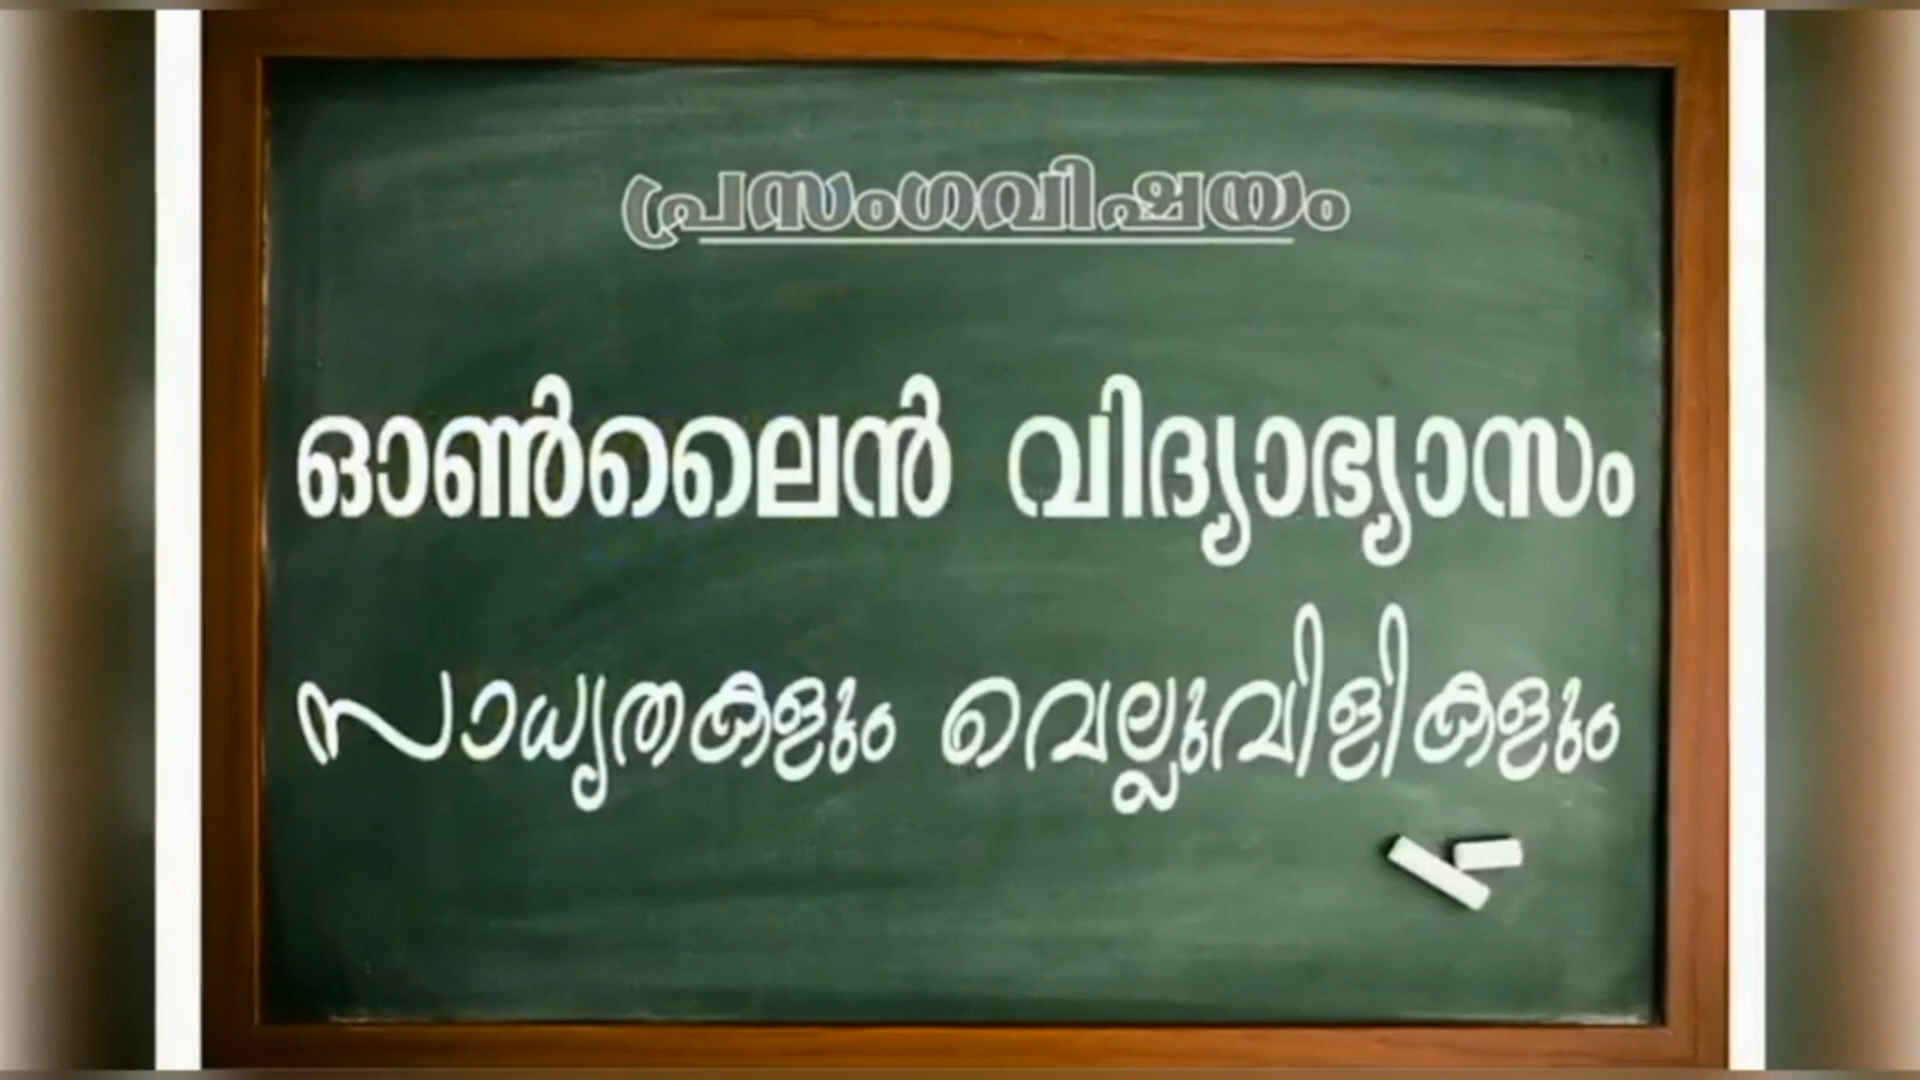 പ്രസംഗവിഷയം
ഓൺലൈൻ വിദ്യാഭ്യാസം
സാധ്യതകളും വെല്ലുവിളികളും